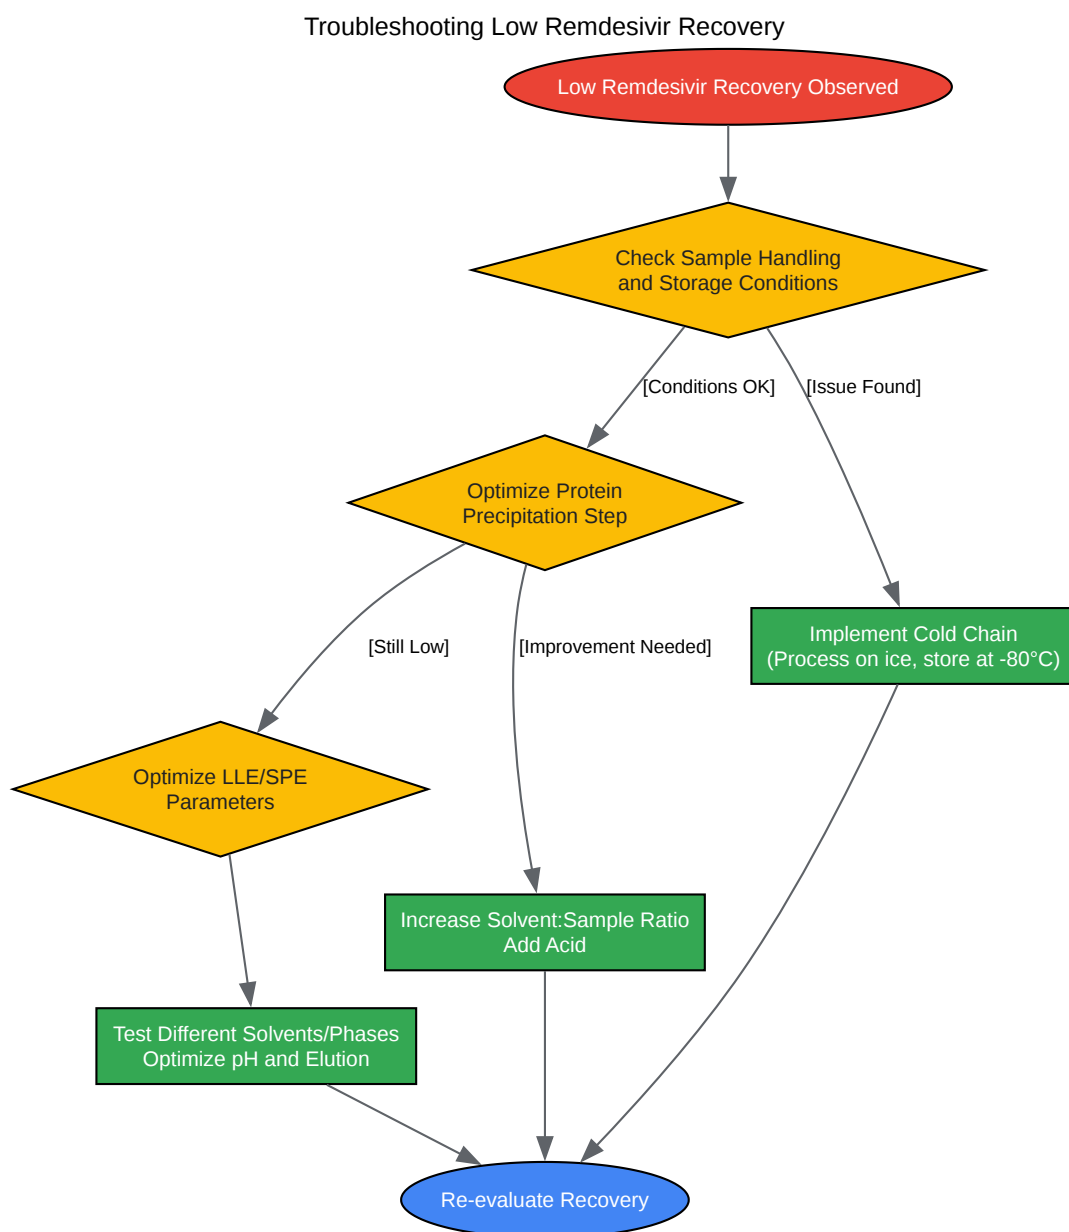 Troubleshooting Low Remdesivir Recovery
Low Remdesivir Recovery Observed
Check Sample Handling
and Storage Conditions
[Conditions OK]
[Issue Found]
Optimize Protein
Precipitation Step
Implement Cold Chain
(Process on ice, store at -80°C)
[Still Low]
[Improvement Needed]
Optimize LLE/SPE
Parameters
Increase Solvent:Sample Ratio
Add Acid
Test Different Solvents/Phases
Optimize pH and Elution
Re-evaluate Recovery